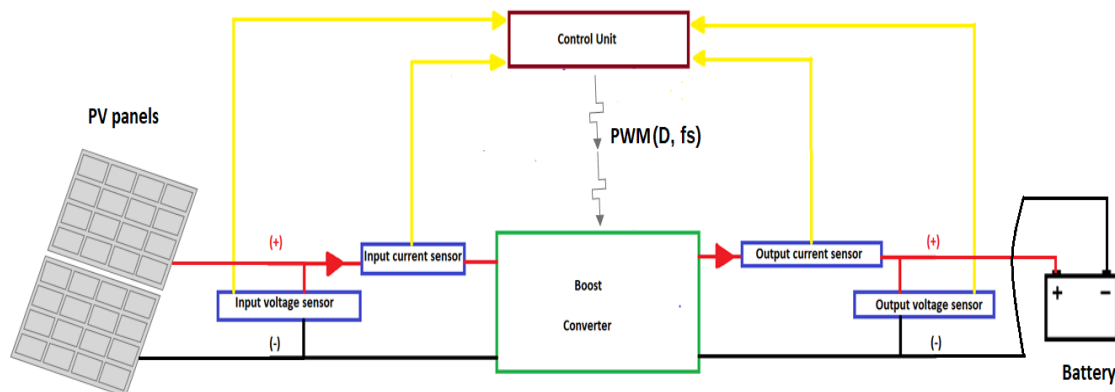 Control Unit
PV panels
PWM(D, fs)
(+)
Input current sensor
Output current sensor
(+)
Input voltage sensor
Boost
Converter
Output voltage sensor
+ −
(-)
(-)
Battery